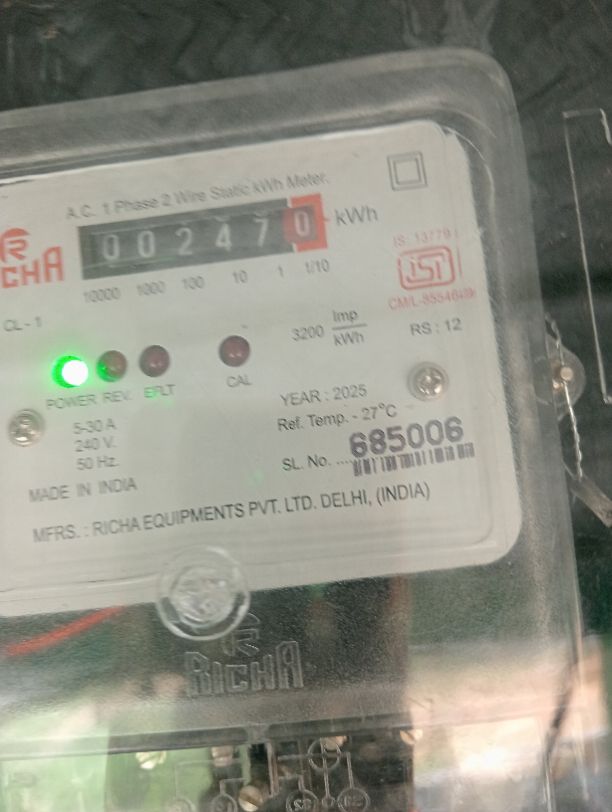 A.C. 1 Phase 2 Wire Static kWh Meter.
RICHA
0 0 2 4 7 0 kWh
10000 1000 100 10 1 1/10
IS: 13779
ISI
CL - 1
3200 Imp/kWh
RS : 12
POWER REV. EFLT CAL
YEAR : 2025
5-30 A
Ref. Temp. - 27°C
240 V.
50 Hz.
SL. No. .... 685006
MADE IN INDIA
MFRS. : RICHA EQUIPMENTS PVT. LTD. DELHI, (INDIA)
RICHA